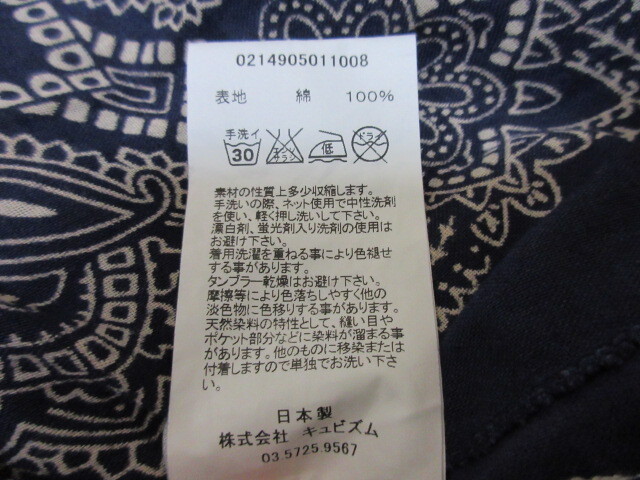 0214905011008
表地 綿 100%
手洗イ
30 エンソサラシ 低 ドライ
素材の性質上多少収縮します。
手洗いの際、ネット使用で中性洗剤
を使い、軽く押し洗いして下さい。
漂白剤、蛍光剤入り洗剤の使用は
お避け下さい。
着用洗濯を重ねる事により色褪せ
する事があります。
タンブラー乾燥はお避け下さい。
摩擦等により色落ちしやすく他の
淡色物に色移りする事があります。
天然染料の特性として、縫い目や
ポケット部分などに染料が溜まる事
があります。他のものに移染または
付着しますので単独でお洗い下さ
い。
日本製
株式会社 キュビズム
03.5725.9567